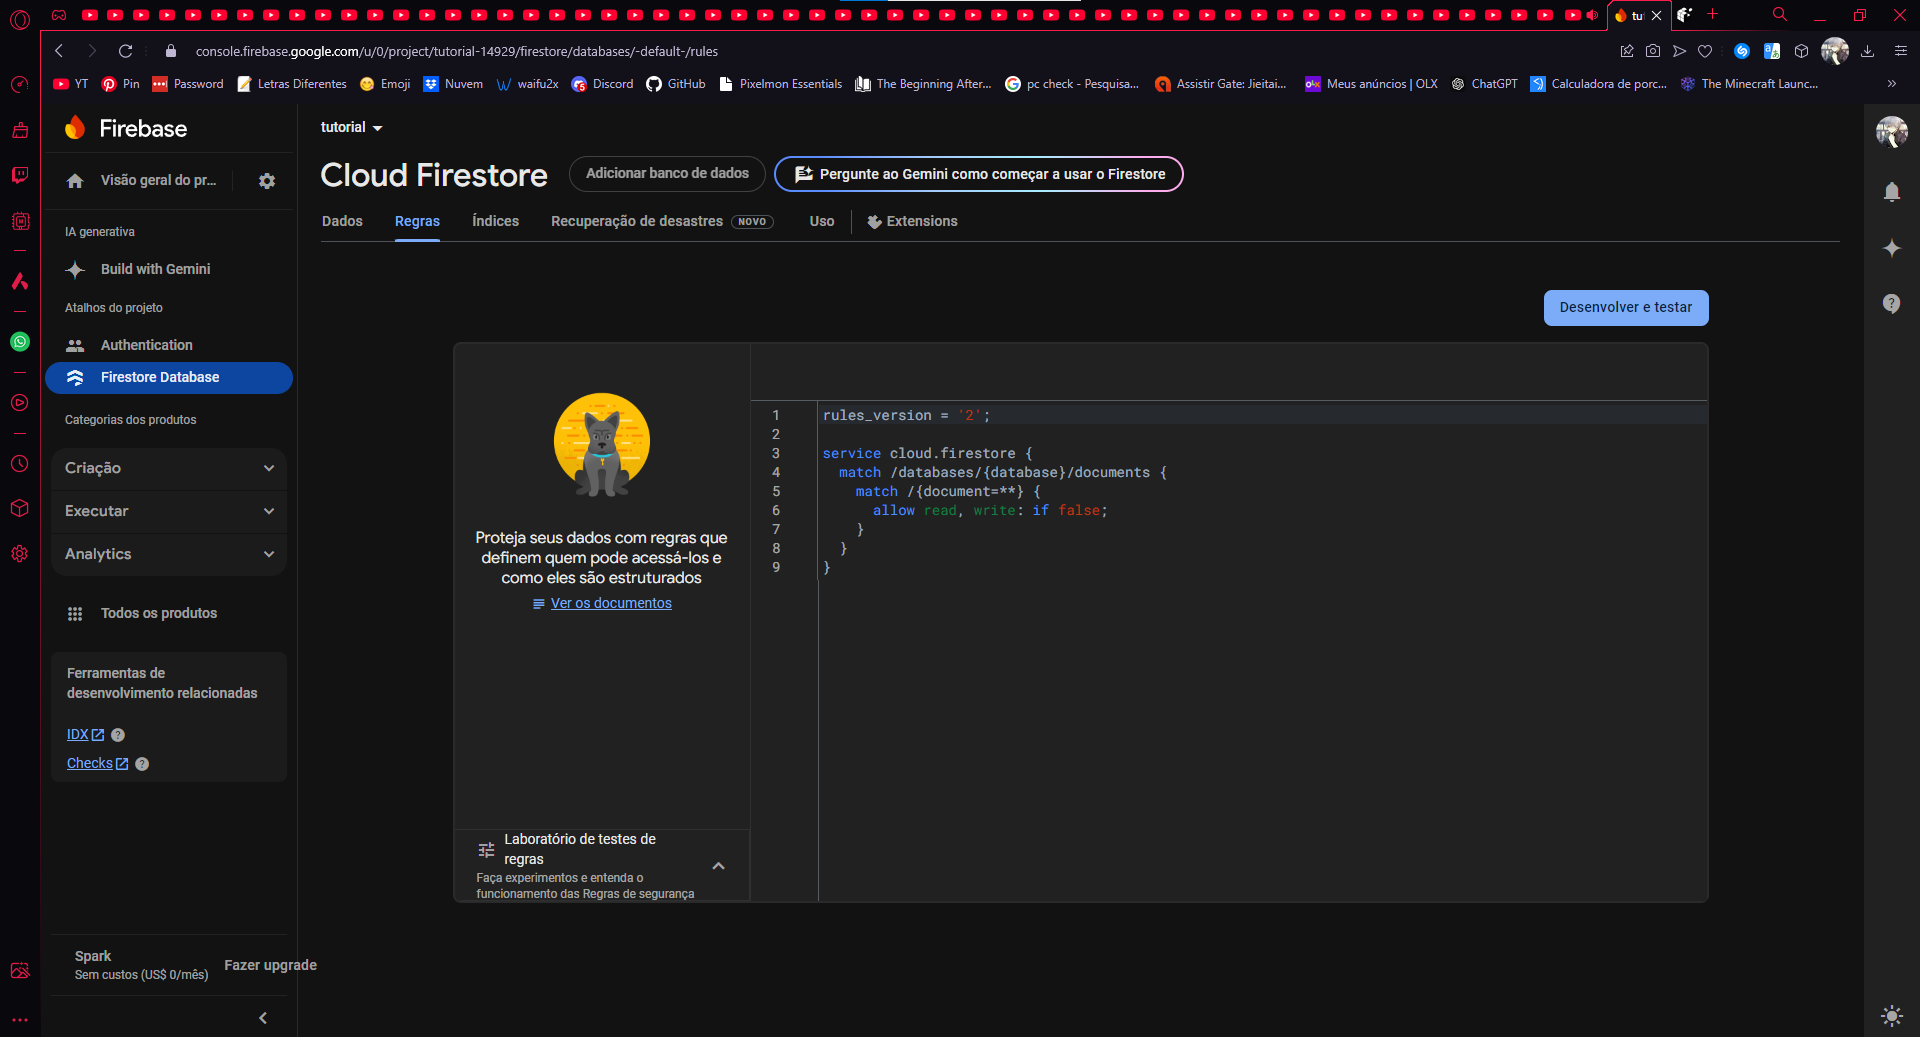 tu
console.firebase.google.com/u/0/project/tutorial-14929/firestore/databases/-default-/rules
YT
Pin
Password
Letras Diferentes
Emoji
Nuvem
waifu2x
Discord
GitHub
Pixelmon Essentials
The Beginning After...
pc check - Pesquisa...
Assistir Gate: Jieitai...
Meus anúncios | OLX
ChatGPT
Calculadora de porc...
The Minecraft Launc...
»
Firebase
Visão geral do pr...
IA generativa
Build with Gemini
Atalhos do projeto
Authentication
Firestore Database
Categorias dos produtos
Criação
Executar
Analytics
Todos os produtos
Ferramentas de
desenvolvimento relacionadas
IDX
Checks
Spark
Sem custos (US$ 0/mês)
Fazer upgrade
tutorial
Cloud Firestore
Adicionar banco de dados
Pergunte ao Gemini como começar a usar o Firestore
Dados
Regras
Índices
Recuperação de desastres
NOVO
Uso
Extensions
Desenvolver e testar
Proteja seus dados com regras que
definem quem pode acessá-los e
como eles são estruturados
Ver os documentos
Laboratório de testes de
regras
Faça experimentos e entenda o
funcionamento das Regras de segurança
1 rules_version = '2';
2
3 service cloud.firestore {
4   match /databases/{database}/documents {
5     match /{document=**} {
6       allow read, write: if false;
7     }
8   }
9 }